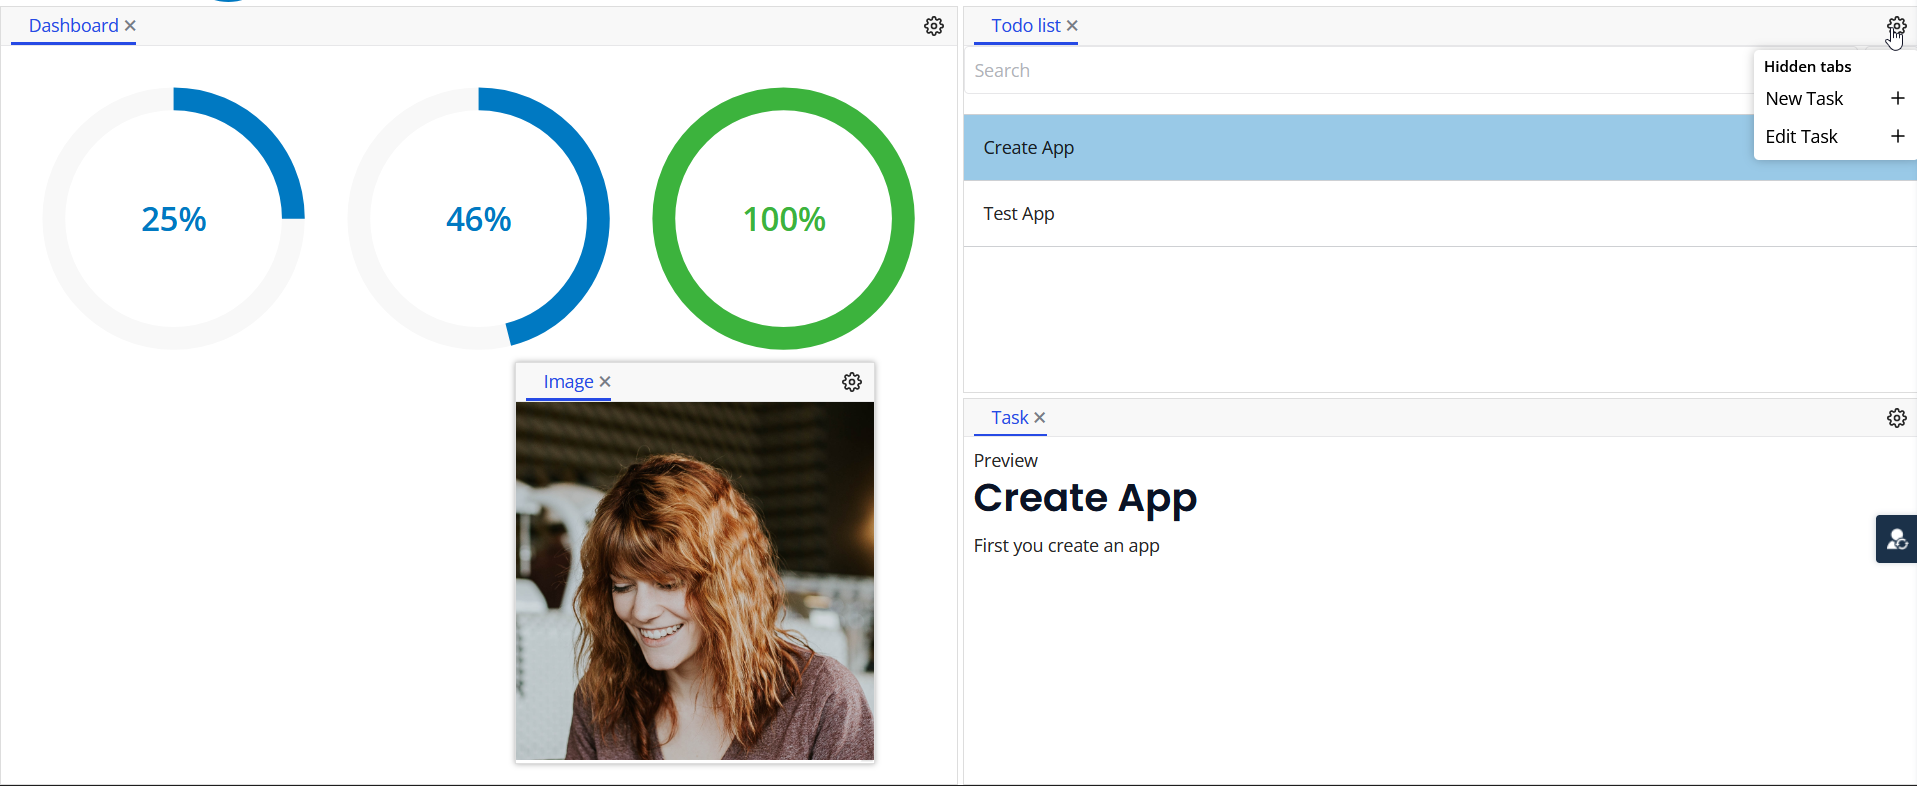 Dashboard
25%
46%
100%
Image
Todo list
Search
Hidden tabs
New Task
Edit Task
Create App
Test App
Task
Preview
Create App
First you create an app